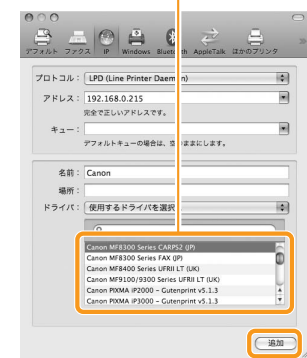 デフォルト ファクス IP Windows Bluetooth AppleTalk ほかのプリンタ
プロトコル： LPD (Line Printer Daemon)
アドレス： 192.168.0.215
完全で正しいアドレスです。
キュー：
デフォルトキューの場合は、空のままにします。
名前： Canon
場所：
ドライバ： 使用するドライバを選択
Canon MF8300 Series CARPS2 (JP)
Canon MF8300 Series FAX (JP)
Canon MF8400 Series UFRII LT (UK)
Canon MF9100/9300 Series UFRII LT (UK)
Canon PIXMA iP2000 – Gutenprint v5.1.3
Canon PIXMA iP3000 – Gutenprint v5.1.3
追加